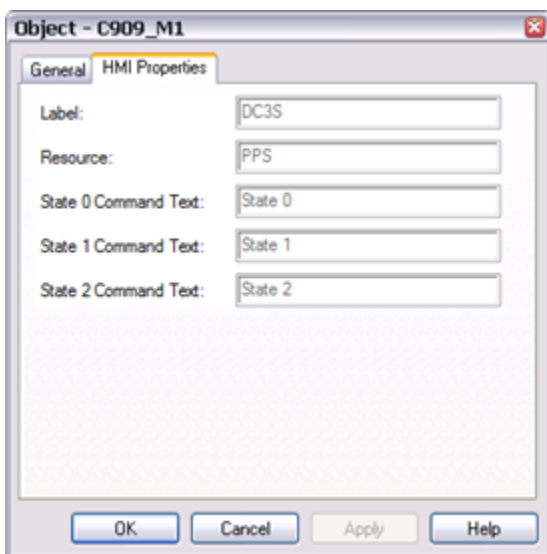 Object - C909_M1
General HMI Properties
Label: DC3S
Resource: PPS
State 0 Command Text: State 0
State 1 Command Text: State 1
State 2 Command Text: State 2
OK Cancel Apply Help